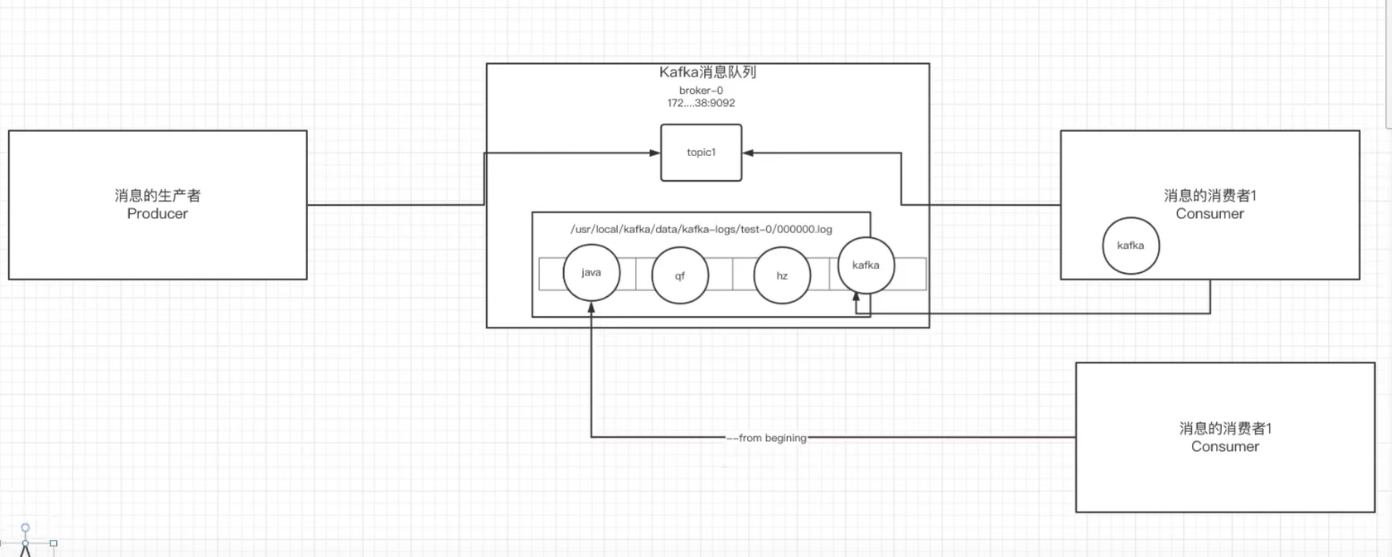 Kafka消息队列
broker-0
172....38:9092
topic1
消息的生产者
Producer
消息的消费者1
Consumer
kafka
/usr/local/kafka/data/kafka-logs/test-0/000000.log
java
qf
hz
kafka
--from begining
消息的消费者1
Consumer